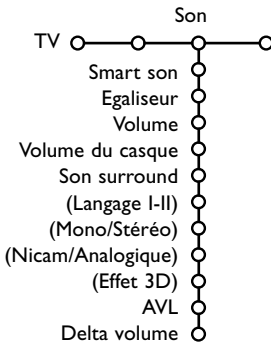 Son
TV
Smart son
Egaliseur
Volume
Volume du casque
Son surround
(Langage I-II)
(Mono/Stéréo)
(Nicam/Analogique)
(Effet 3D)
AVL
Delta volume